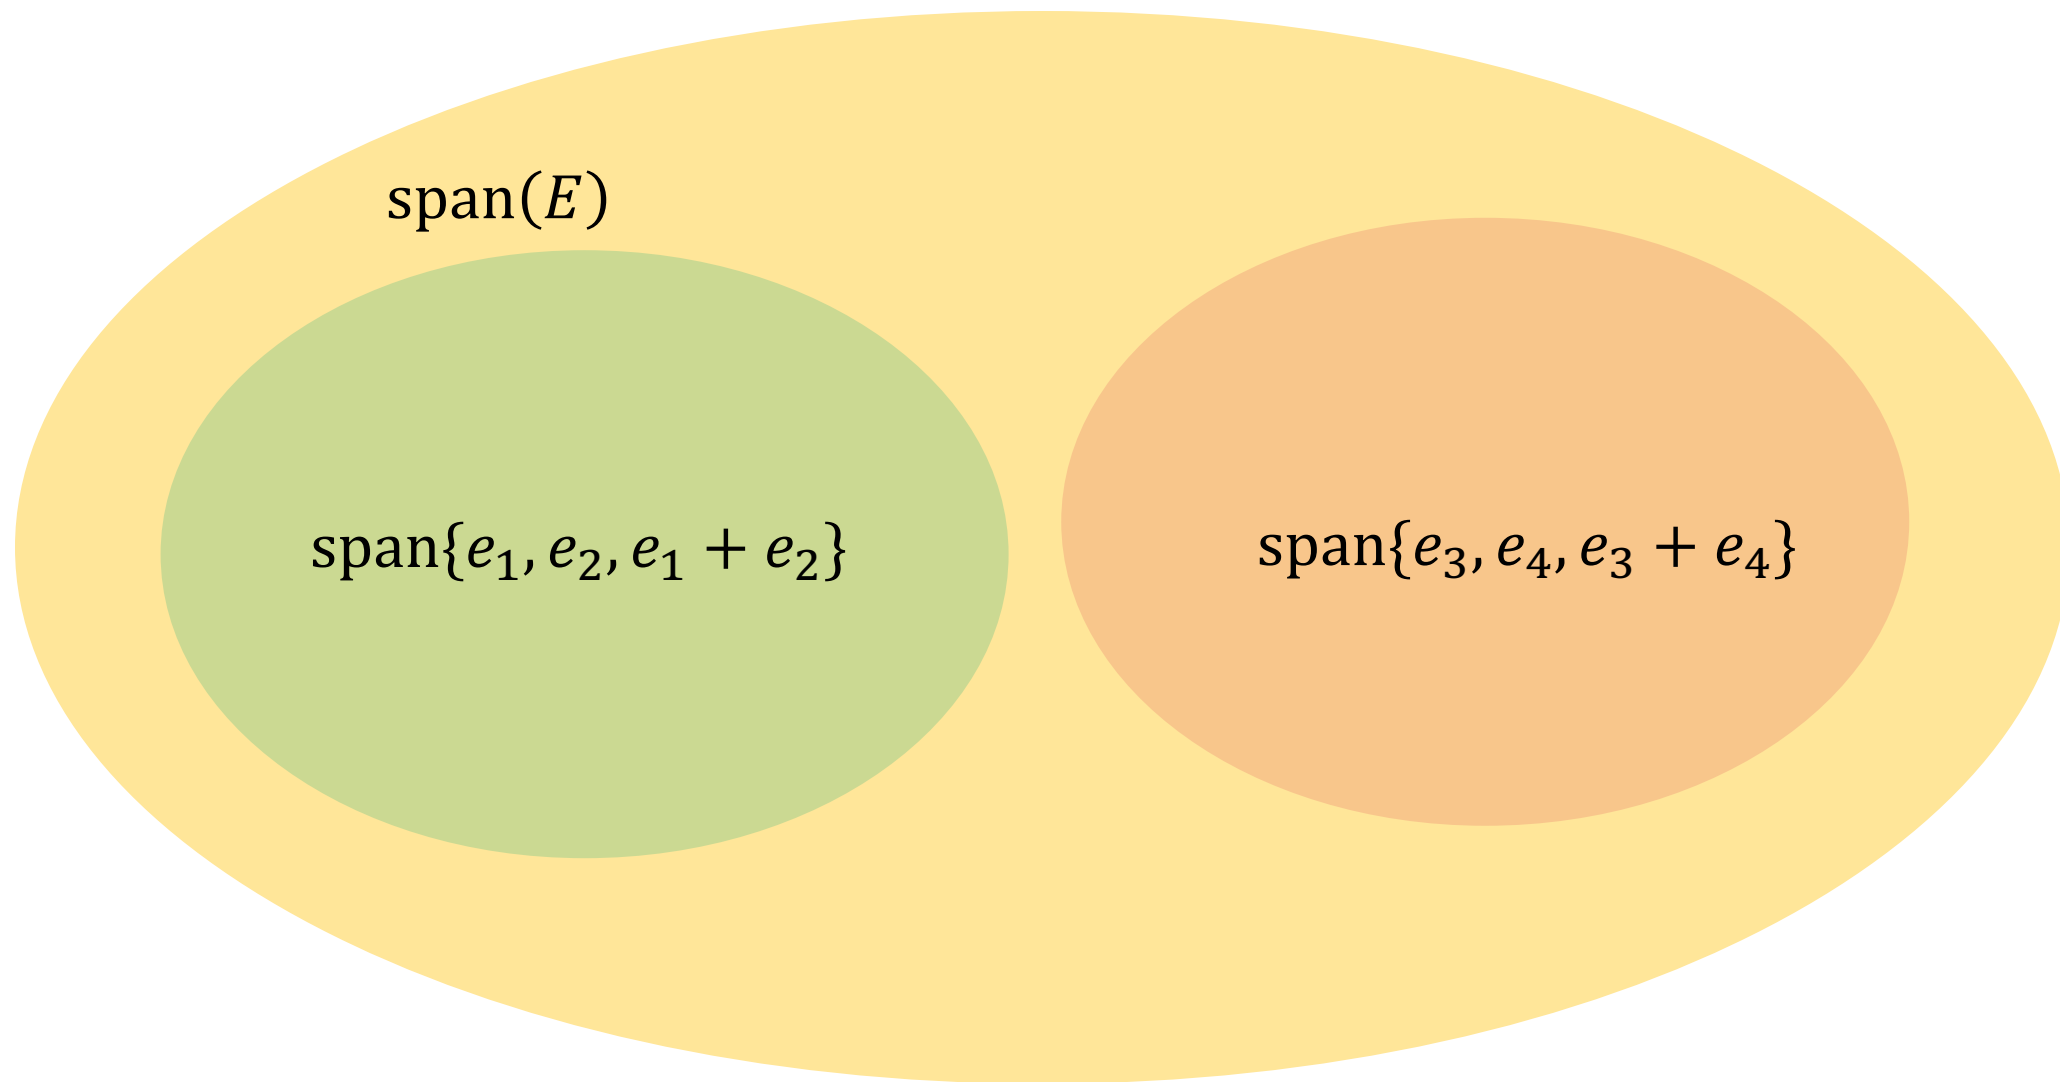 span(E)
span{e₁, e₂, e₁ + e₂}
span{e₃, e₄, e₃ + e₄}